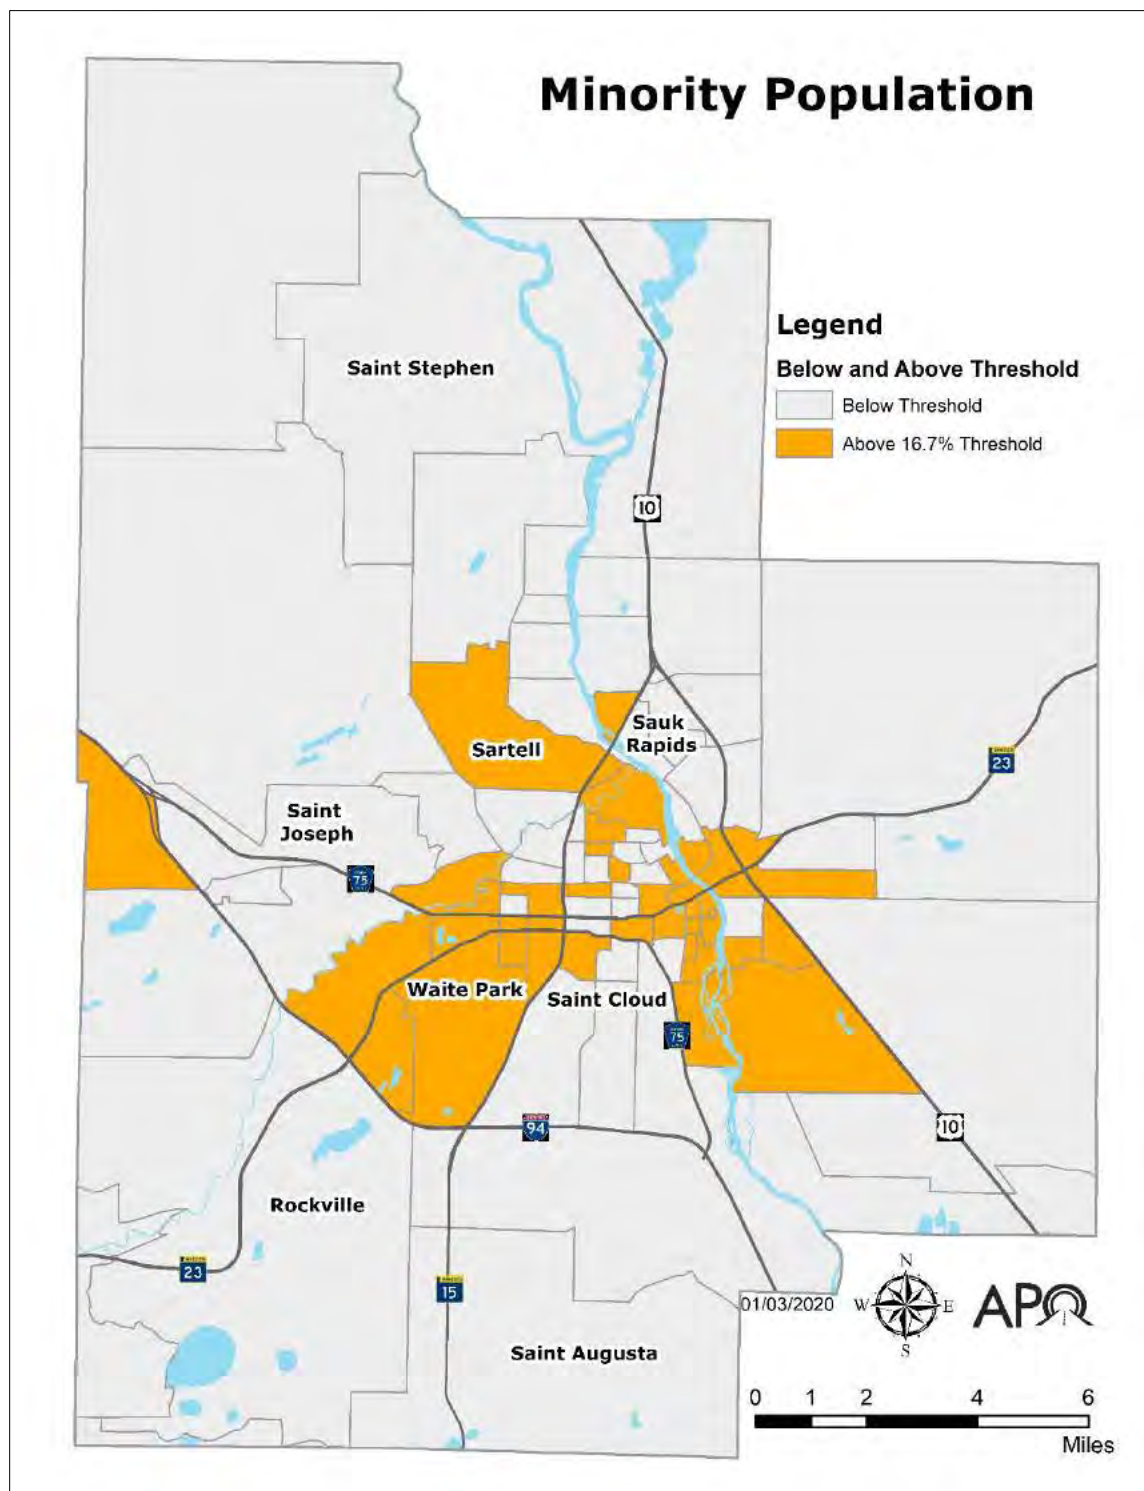 Minority Population
Legend
Below and Above Threshold
Below Threshold
Above 16.7% Threshold
Saint Stephen
10
Sauk
Rapids
Sartell
23
Saint
Joseph
75
Waite Park
Saint Cloud
75
94
10
Rockville
23
15
Saint Augusta
01/03/2020
N
W
E
S
APO
0 1 2 4 6
Miles